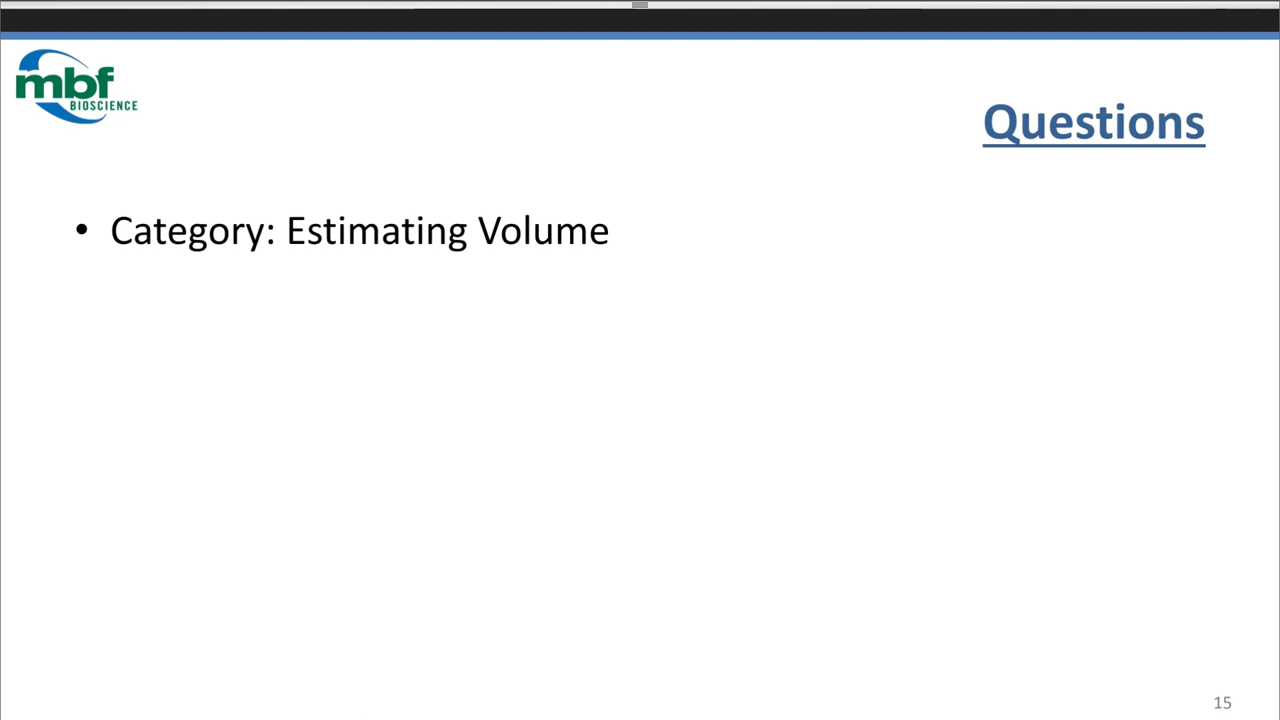 mbf
BIOSCIENCE
Questions
• Category: Estimating Volume
15